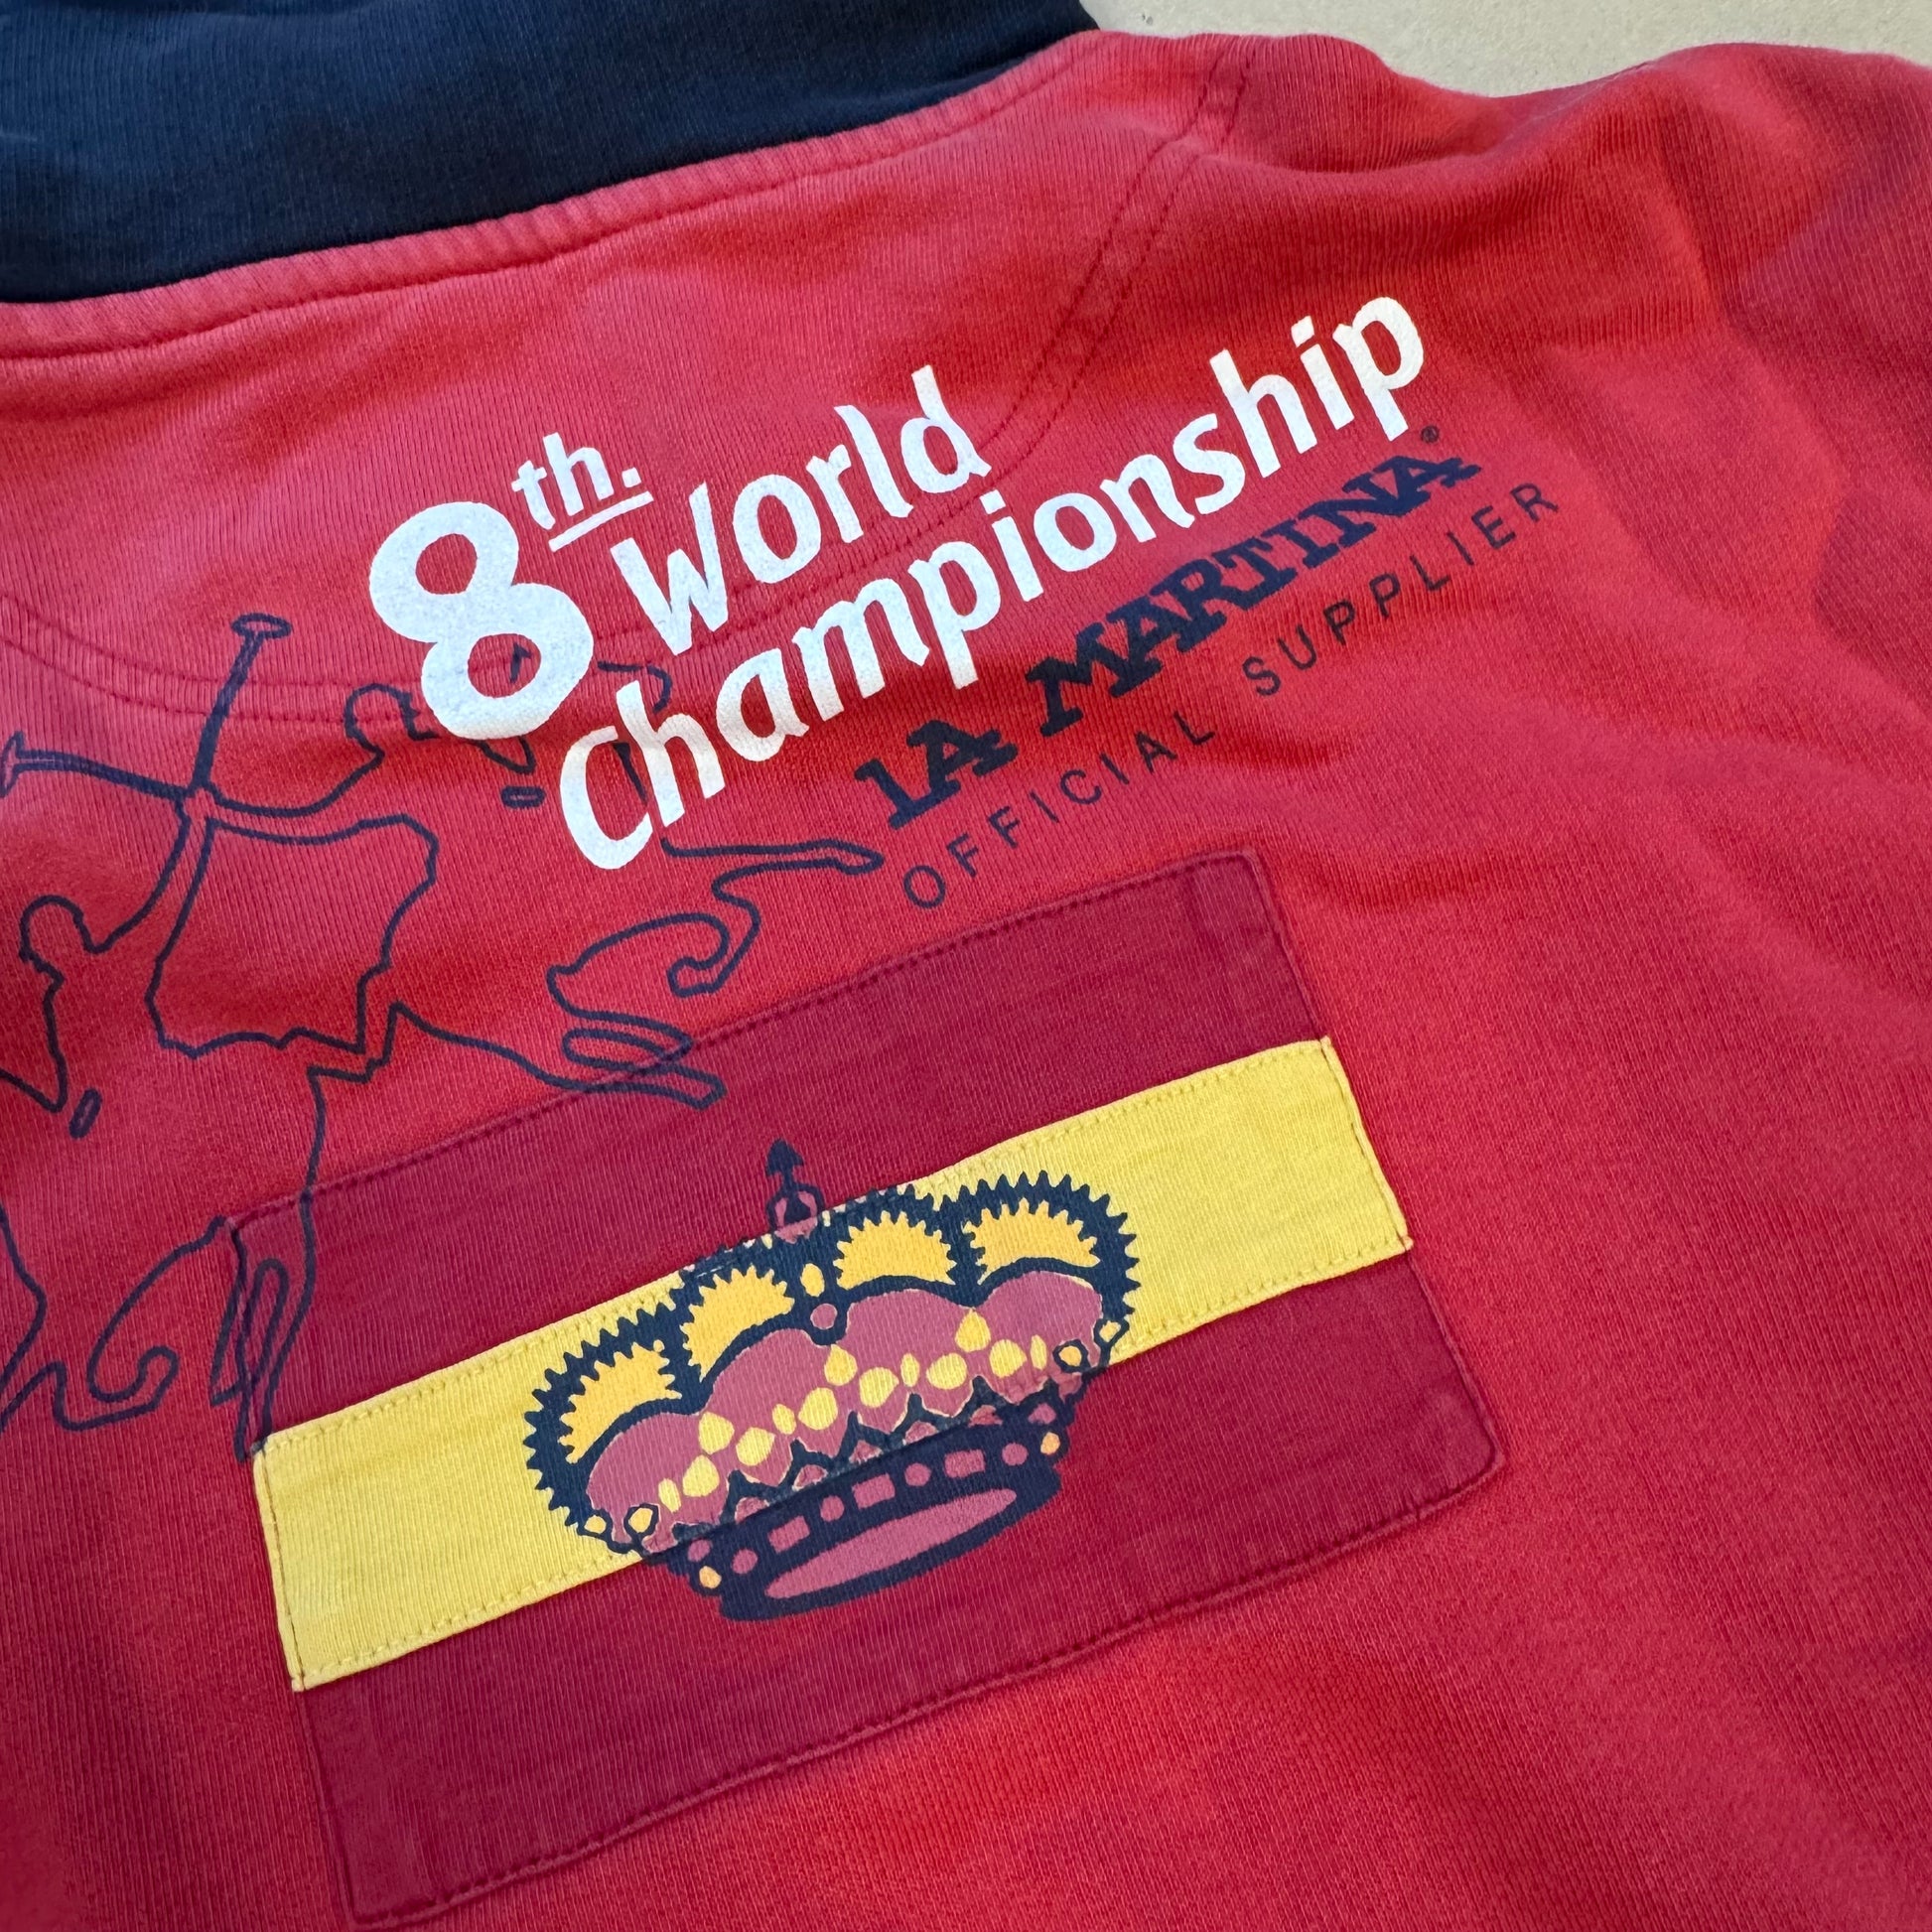 8th. World
Championship
LA MARTINA®
OFFICIAL SUPPLIER